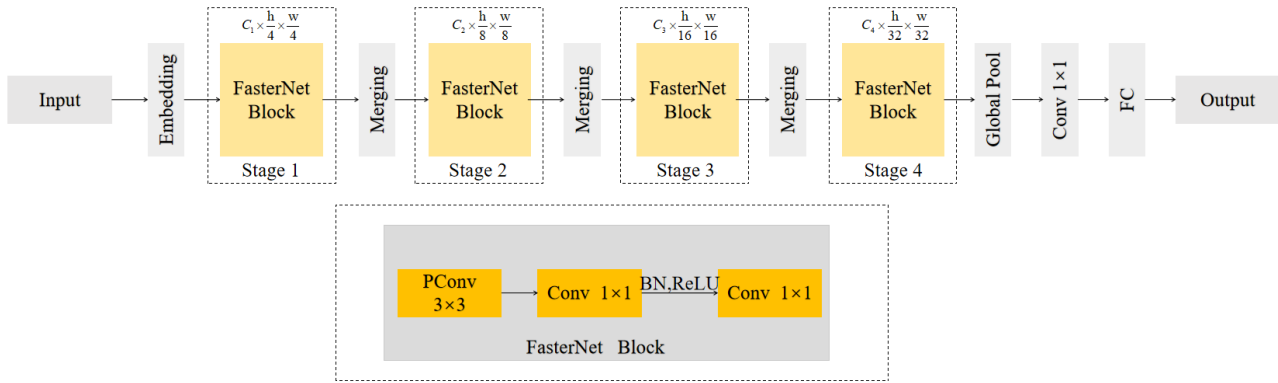 C₁ × h/4 × w/4
C₂ × h/8 × w/8
C₃ × h/16 × w/16
C₄ × h/32 × w/32
Input
Embedding
FasterNet
Block
Stage 1
Merging
FasterNet
Block
Stage 2
Merging
FasterNet
Block
Stage 3
Merging
FasterNet
Block
Stage 4
Global Pool
Conv 1×1
FC
Output
PConv
3×3
Conv 1×1
BN,ReLU
Conv 1×1
FasterNet Block